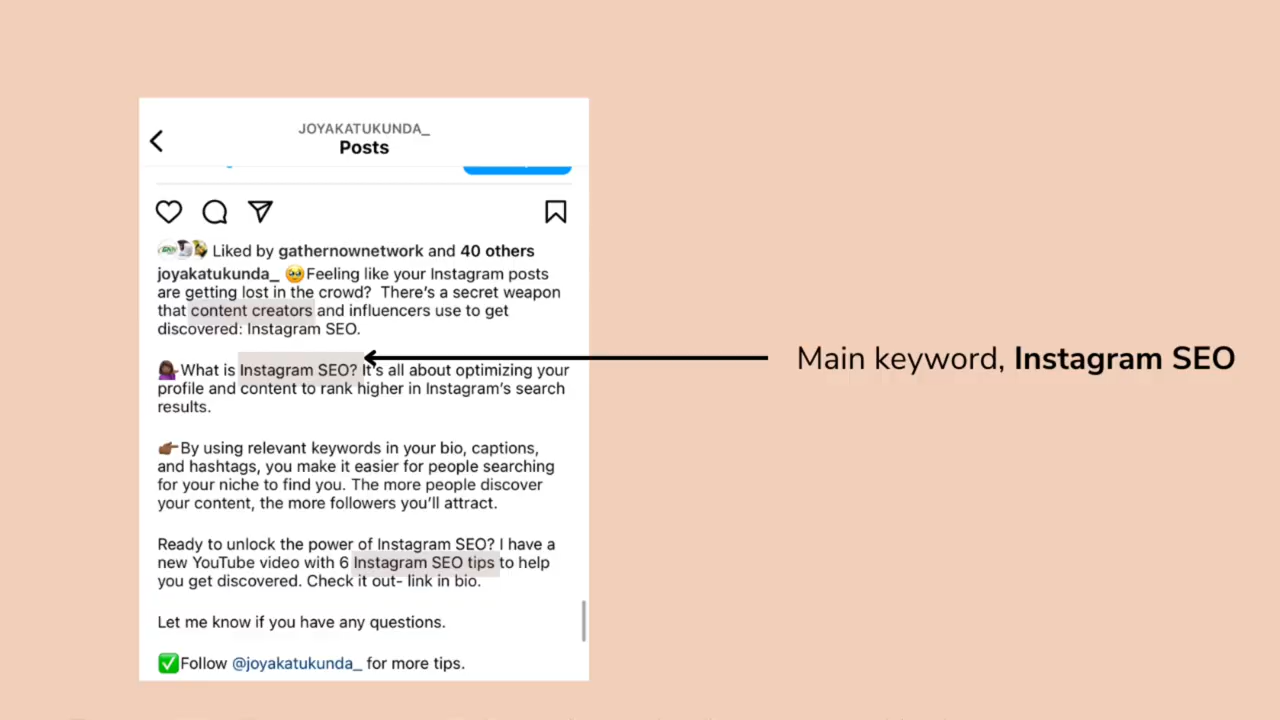 JOYAKATUKUNDA_
Posts
Liked by gathernownetwork and 40 others
joyakatukunda_ 🥹Feeling like your Instagram posts
are getting lost in the crowd? There's a secret weapon
that content creators and influencers use to get
discovered: Instagram SEO.
💁🏾‍♀️What is Instagram SEO? It's all about optimizing your
profile and content to rank higher in Instagram's search
results.
👉🏾By using relevant keywords in your bio, captions,
and hashtags, you make it easier for people searching
for your niche to find you. The more people discover
your content, the more followers you'll attract.
Ready to unlock the power of Instagram SEO? I have a
new YouTube video with 6 Instagram SEO tips to help
you get discovered. Check it out- link in bio.
Let me know if you have any questions.
✅Follow @joyakatukunda_ for more tips.
Main keyword, Instagram SEO